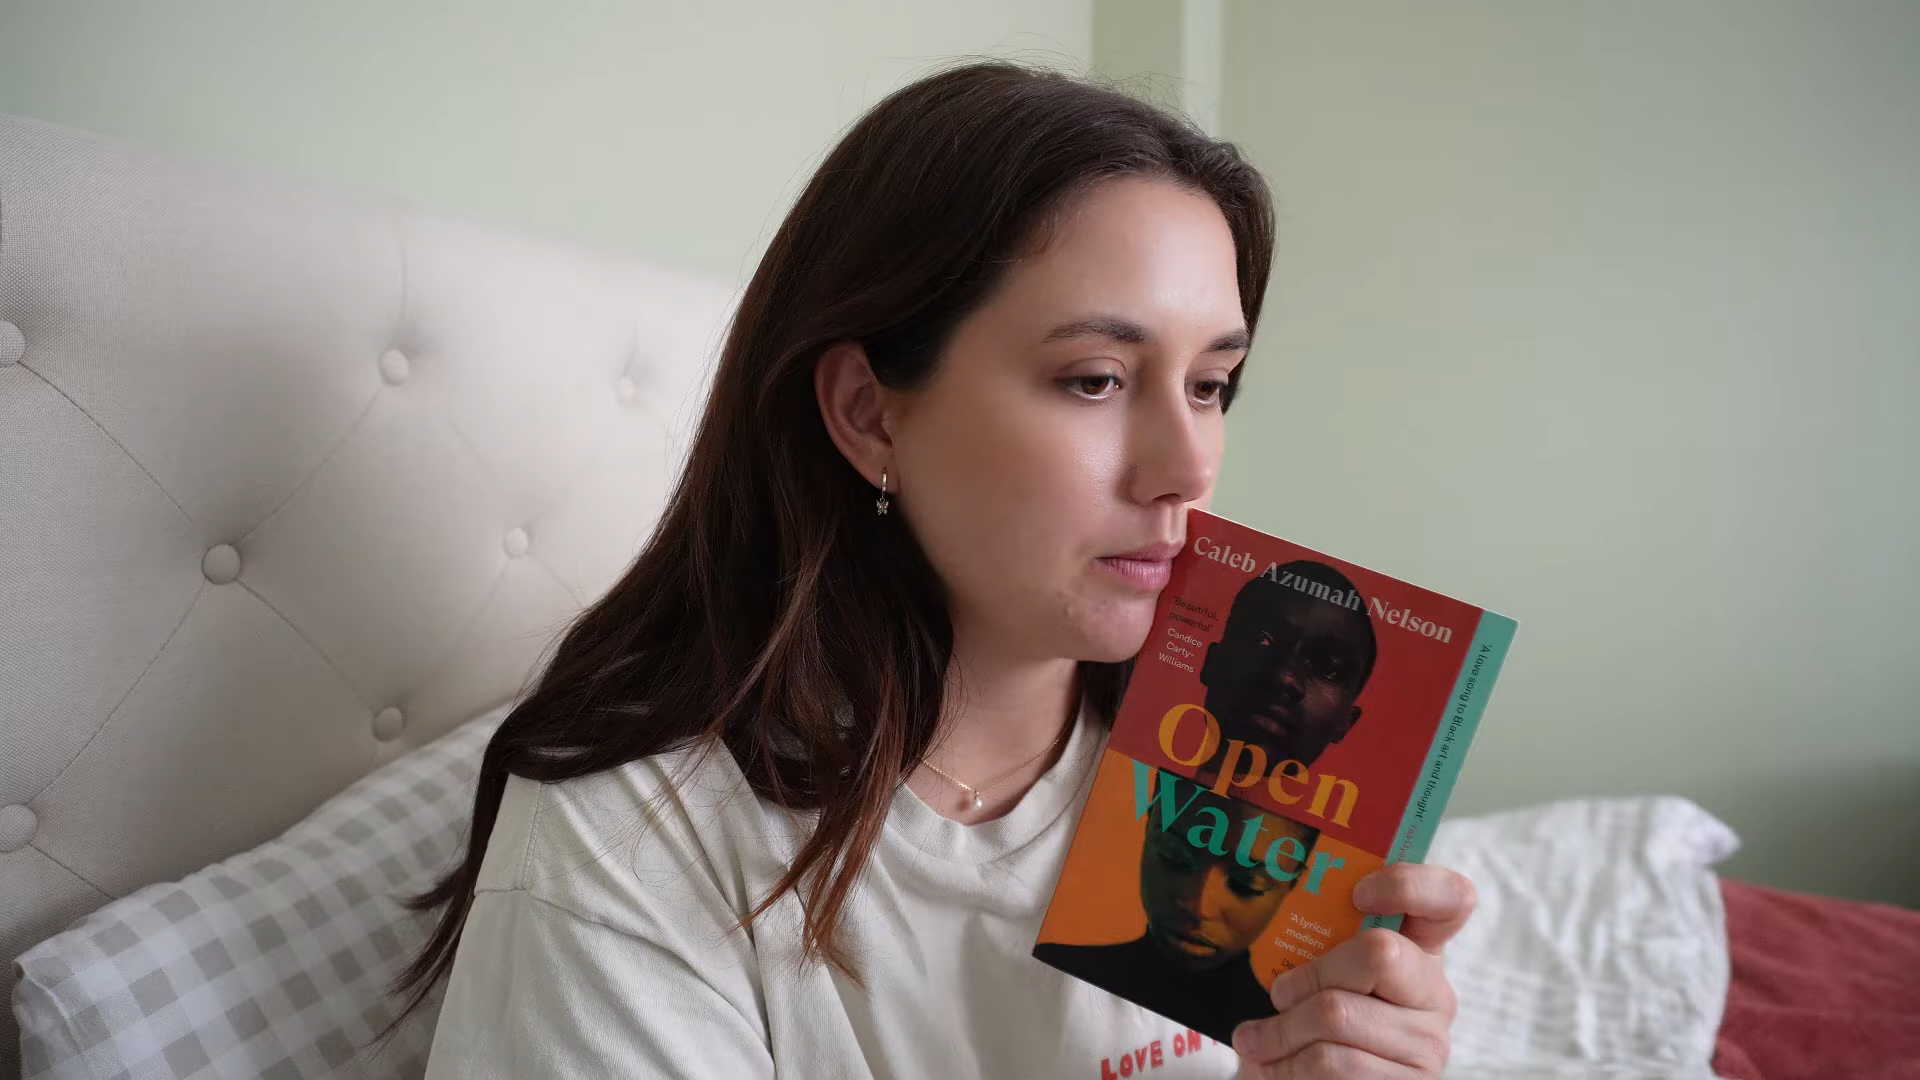 Caleb Azumah Nelson
'Beautiful,
powerful'
Candice
Carty-
Williams
Open
Water
'A lyrical
modern
love sto
'A love song to Black art and thought' Yaa
LOVE ON